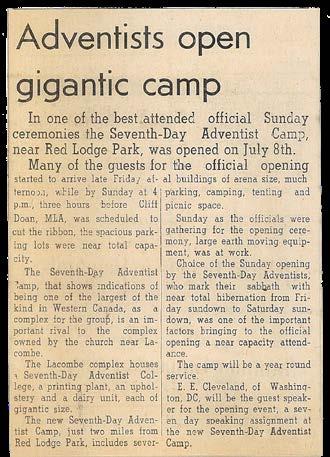 Adventists open
gigantic camp
In one of the best attended official Sunday
ceremonies the Seventh-Day Adventist Camp,
near Red Lodge Park, was opened on July 8th.
Many of the guests for the official opening
started to arrive late Friday af-
ternoon, while by Sunday at 4
p.m., three hours before Cliff
Doan, MLA, was scheduled to
cut the ribbon, the spacious park-
ing lots were near total capa-
city.
The Seventh-Day Adventist
Camp, that shows indications of
being one of the largest of the
kind in Western Canada, as a
complex for the group, is an im-
portant rival to the complex
owned by the church near La-
combe.
The Lacombe complex houses
a Seventh-Day Adventist Col-
lege, a printing plant, an uphol-
stery and a dairy unit, each of
gigantic size.
The new Seventh-Day Adven-
tist Camp, just two miles from
Red Lodge Park, includes sever-
al buildings of arena size, much
parking, camping, tenting and
picnic space.
Sunday as the officials were
gathering for the opening cere-
mony, large earth moving equip-
ment, was at work.
Choice of the Sunday opening
by the Seventh-Day Adventists,
who mark their sabbath with
near total hibernation from Fri-
day sundown to Saturday sun-
down, was one of the important
factors bringing to the official
opening a near capacity attend-
ance.
The camp will be a year round
service.
E. E. Cleveland, of Washing-
ton, DC, will be the guest speak-
er for the opening event, a sev-
en day speaking assignment at
the new Seventh-Day Adventist
Camp.